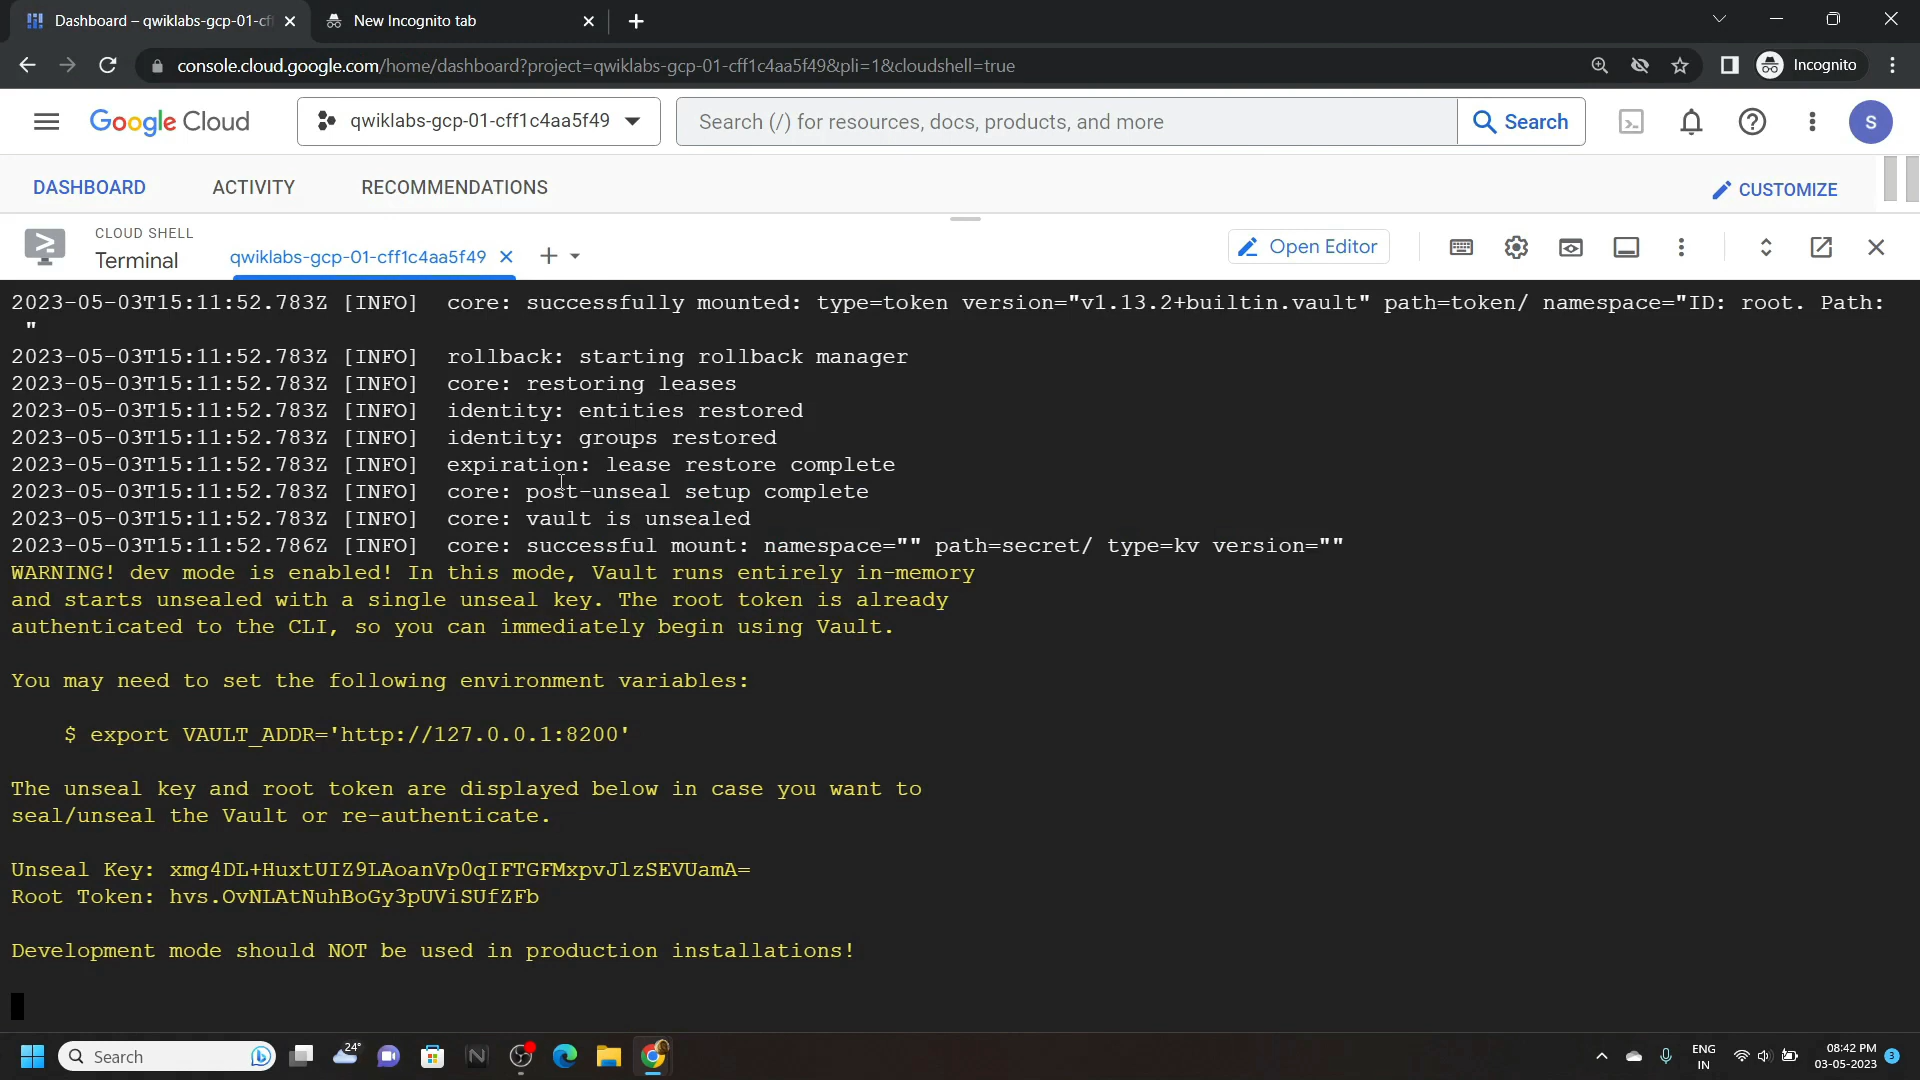 Dashboard – qwiklabs-gcp-01-cf
New Incognito tab
console.cloud.google.com/home/dashboard?project=qwiklabs-gcp-01-cff1c4aa5f49&pli=1&cloudshell=true
Incognito
Google Cloud
qwiklabs-gcp-01-cff1c4aa5f49
Search (/) for resources, docs, products, and more
Search
S
DASHBOARD
ACTIVITY
RECOMMENDATIONS
CUSTOMIZE
CLOUD SHELL
Terminal
qwiklabs-gcp-01-cff1c4aa5f49
Open Editor
2023-05-03T15:11:52.783Z [INFO]  core: successfully mounted: type=token version="v1.13.2+builtin.vault" path=token/ namespace="ID: root. Path:
"
2023-05-03T15:11:52.783Z [INFO]  rollback: starting rollback manager
2023-05-03T15:11:52.783Z [INFO]  core: restoring leases
2023-05-03T15:11:52.783Z [INFO]  identity: entities restored
2023-05-03T15:11:52.783Z [INFO]  identity: groups restored
2023-05-03T15:11:52.783Z [INFO]  expiration: lease restore complete
2023-05-03T15:11:52.783Z [INFO]  core: post-unseal setup complete
2023-05-03T15:11:52.783Z [INFO]  core: vault is unsealed
2023-05-03T15:11:52.786Z [INFO]  core: successful mount: namespace="" path=secret/ type=kv version=""
WARNING! dev mode is enabled! In this mode, Vault runs entirely in-memory
and starts unsealed with a single unseal key. The root token is already
authenticated to the CLI, so you can immediately begin using Vault.
You may need to set the following environment variables:
$ export VAULT_ADDR='http://127.0.0.1:8200'
The unseal key and root token are displayed below in case you want to
seal/unseal the Vault or re-authenticate.
Unseal Key: xmg4DL+HuxtUIZ9LAoanVp0qIFTGFMxpvJlzSEVUamA=
Root Token: hvs.OvNLAtNuhBoGy3pUViSUfZFb
Development mode should NOT be used in production installations!
Search
24°
ENG
IN
08:42 PM
03-05-2023
3